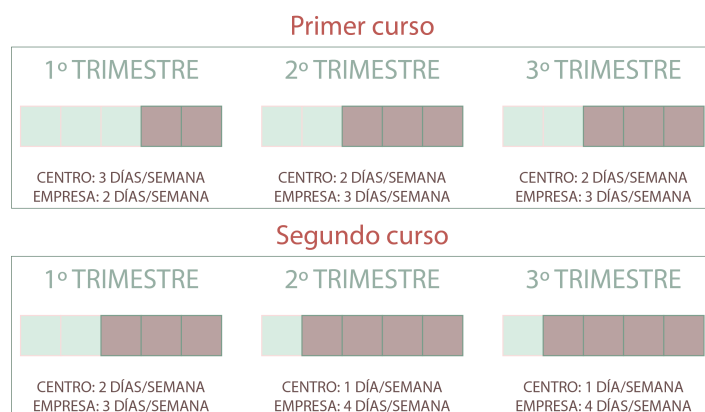 Primer curso
1º TRIMESTRE
2º TRIMESTRE
3º TRIMESTRE
CENTRO: 3 DÍAS/SEMANA
EMPRESA: 2 DÍAS/SEMANA
CENTRO: 2 DÍAS/SEMANA
EMPRESA: 3 DÍAS/SEMANA
CENTRO: 2 DÍAS/SEMANA
EMPRESA: 3 DÍAS/SEMANA
Segundo curso
1º TRIMESTRE
2º TRIMESTRE
3º TRIMESTRE
CENTRO: 2 DÍAS/SEMANA
EMPRESA: 3 DÍAS/SEMANA
CENTRO: 1 DÍA/SEMANA
EMPRESA: 4 DÍAS/SEMANA
CENTRO: 1 DÍA/SEMANA
EMPRESA: 4 DÍAS/SEMANA